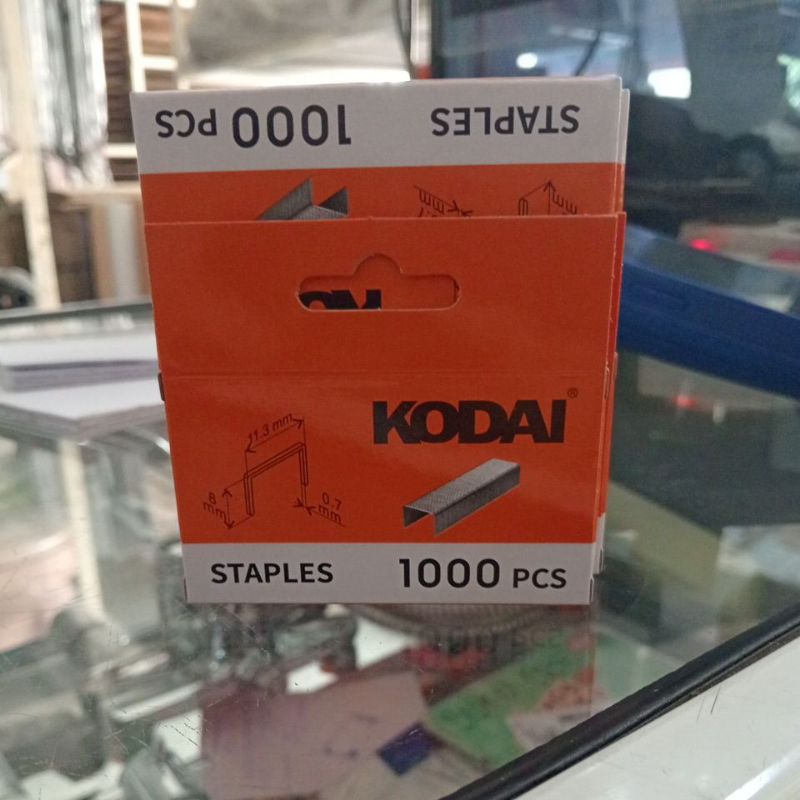 STAPLES 1000 PCS
KODAI®
11.3 mm
8 mm
0.7 mm
STAPLES 1000 PCS